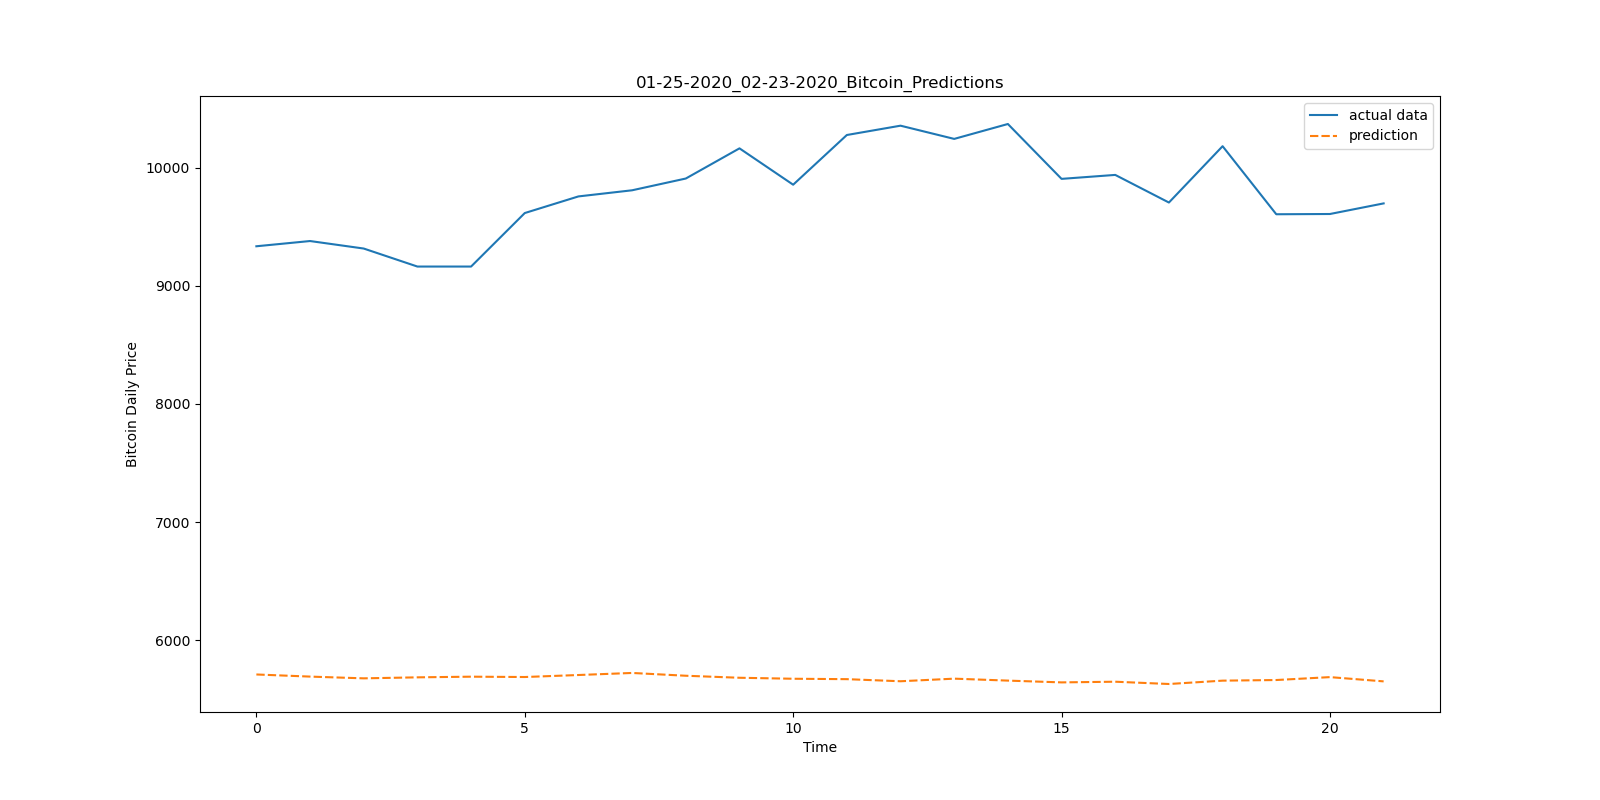 01-25-2020_02-23-2020_Bitcoin_Predictions
actual data
prediction
10000
9000
8000
7000
6000
Bitcoin Daily Price
0 5 10 15 20
Time